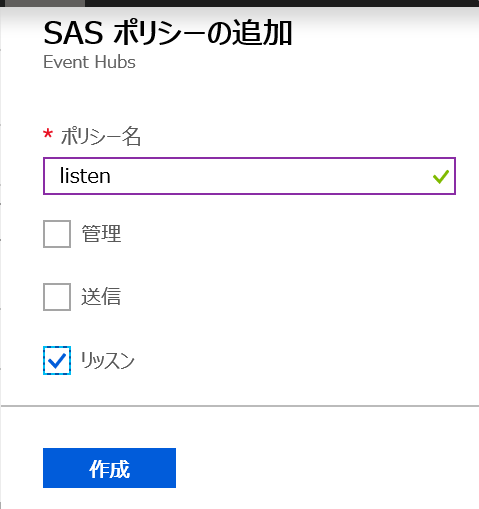 SAS ポリシーの追加
Event Hubs
* ポリシー名
listen
管理
送信
リッスン
作成